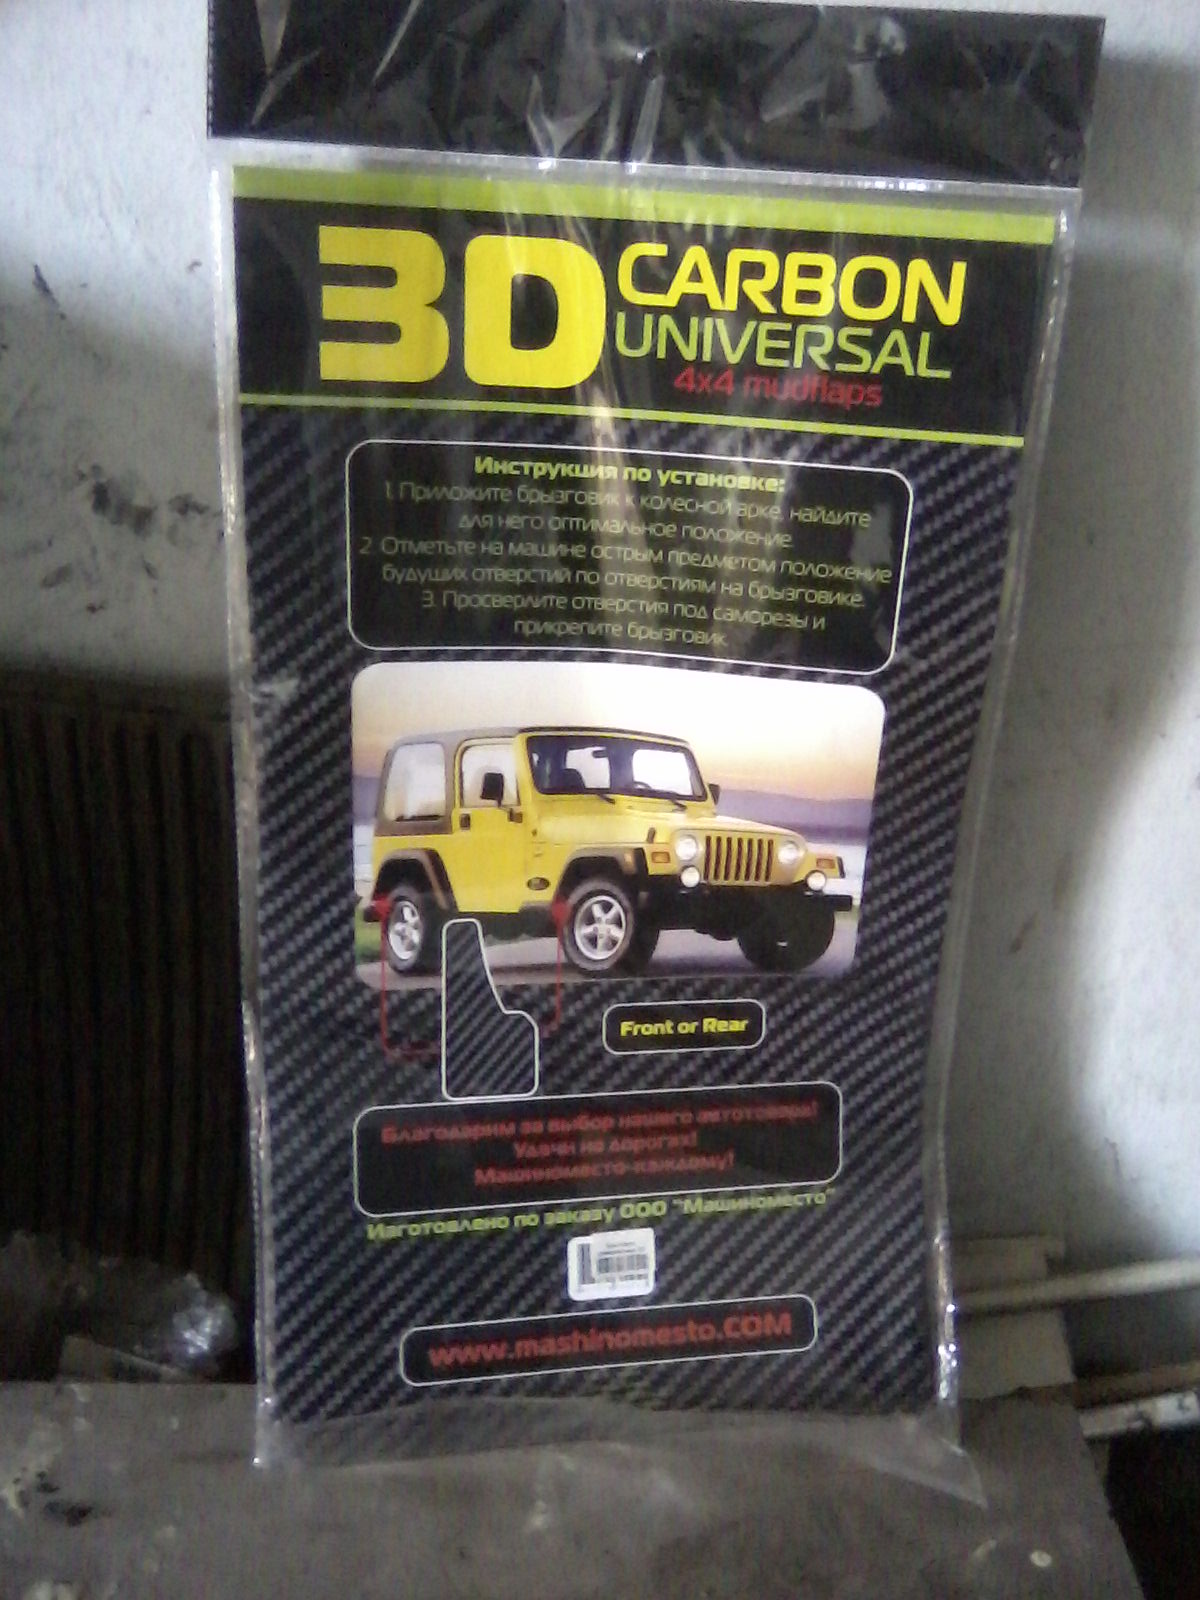 3D CARBON
UNIVERSAL
4x4 mudflaps
Инструкция по установке:
1. Приложите брызговик к колесной арке, найдите
для него оптимальное положение.
2. Отметьте на машине острым предметом положение
будущих отверстий по отверстиям на брызговике.
3. Просверлите отверстия под саморезы и
прикрепите брызговик.
Front or Rear
Благодарим за выбор нашего автотовара!
Удачи на дорогах!
Машиноместо-каждому!
Изготовлено по заказу ООО "Машиноместо"
www.mashinomesto.COM